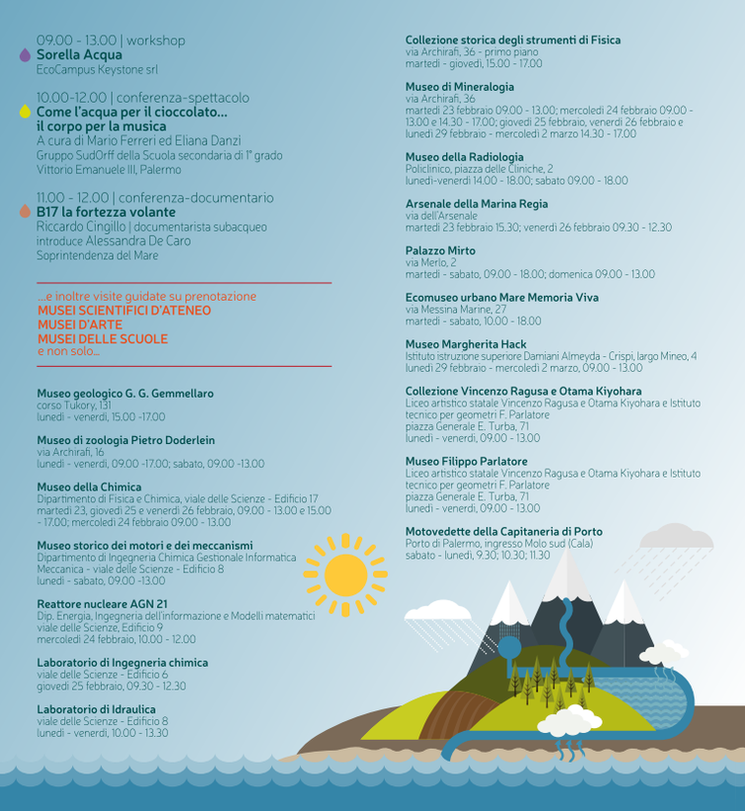 09.00 - 13.00 | workshop
Sorella Acqua
EcoCampus Keystone srl
10.00-12.00 | conferenza-spettacolo
Come l'acqua per il cioccolato...
il corpo per la musica
A cura di Mario Ferreri ed Eliana Danzi
Gruppo SudOrff della Scuola secondaria di 1° grado
Vittorio Emanuele III, Palermo
11.00 - 12.00 | conferenza-documentario
B17 la fortezza volante
Riccardo Cingillo | documentarista subacqueo
introduce Alessandra De Caro
Soprintendenza del Mare
...e inoltre visite guidate su prenotazione
MUSEI SCIENTIFICI D'ATENEO
MUSEI D'ARTE
MUSEI DELLE SCUOLE
e non solo...
Museo geologico G. G. Gemmellaro
corso Tukory, 131
lunedì - venerdì, 15.00 -17.00
Museo di zoologia Pietro Doderlein
via Archirafi, 16
lunedì - venerdì, 09.00 -17.00; sabato, 09.00 -13.00
Museo della Chimica
Dipartimento di Fisica e Chimica, viale delle Scienze - Edificio 17
martedì 23, giovedì 25 e venerdì 26 febbraio, 09.00 - 13.00 e 15.00
- 17.00; mercoledì 24 febbraio 09.00 - 13.00
Museo storico dei motori e dei meccanismi
Dipartimento di Ingegneria Chimica Gestionale Informatica
Meccanica - viale delle Scienze - Edificio 8
lunedì - sabato, 09.00 -13.00
Reattore nucleare AGN 21
Dip. Energia, Ingegneria dell'informazione e Modelli matematici
viale delle Scienze, Edificio 9
mercoledì 24 febbraio, 10.00 - 12.00
Laboratorio di Ingegneria chimica
viale delle Scienze - Edificio 6
giovedì 25 febbraio, 09.30 - 12.30
Laboratorio di Idraulica
viale delle Scienze - Edificio 8
lunedì - venerdì, 10.00 - 13.30
Collezione storica degli strumenti di Fisica
via Archirafi, 36 - primo piano
martedì - giovedì, 15.00 - 17.00
Museo di Mineralogia
via Archirafi, 36
martedì 23 febbraio 09.00 - 13.00; mercoledì 24 febbraio 09.00 -
13.00 e 14.30 - 17.00; giovedì 25 febbraio, venerdì 26 febbraio e
lunedì 29 febbraio - mercoledì 2 marzo 14.30 - 17.00
Museo della Radiologia
Policlinico, piazza delle Cliniche, 2
lunedì-venerdì 14.00 - 18.00; sabato 09.00 - 18.00
Arsenale della Marina Regia
via dell'Arsenale
martedì 23 febbraio 15.30; venerdì 26 febbraio 09.30 - 12.30
Palazzo Mirto
via Merlo, 2
martedì - sabato, 09.00 - 18.00; domenica 09.00 - 13.00
Ecomuseo urbano Mare Memoria Viva
via Messina Marine, 27
martedì - sabato, 10.00 - 18.00
Museo Margherita Hack
Istituto istruzione superiore Damiani Almeyda - Crispi, largo Mineo, 4
lunedì 29 febbraio - mercoledì 2 marzo, 09.00 - 13.00
Collezione Vincenzo Ragusa e Otama Kiyohara
Liceo artistico statale Vincenzo Ragusa e Otama Kiyohara e Istituto
tecnico per geometri F. Parlatore
piazza Generale E. Turba, 71
lunedì - venerdì, 09.00 - 13.00
Museo Filippo Parlatore
Liceo artistico statale Vincenzo Ragusa e Otama Kiyohara e Istituto
tecnico per geometri F. Parlatore
piazza Generale E. Turba, 71
lunedì - venerdì, 09.00 - 13.00
Motovedette della Capitaneria di Porto
Porto di Palermo, ingresso Molo sud (Cala)
sabato - lunedì, 9.30; 10.30; 11.30